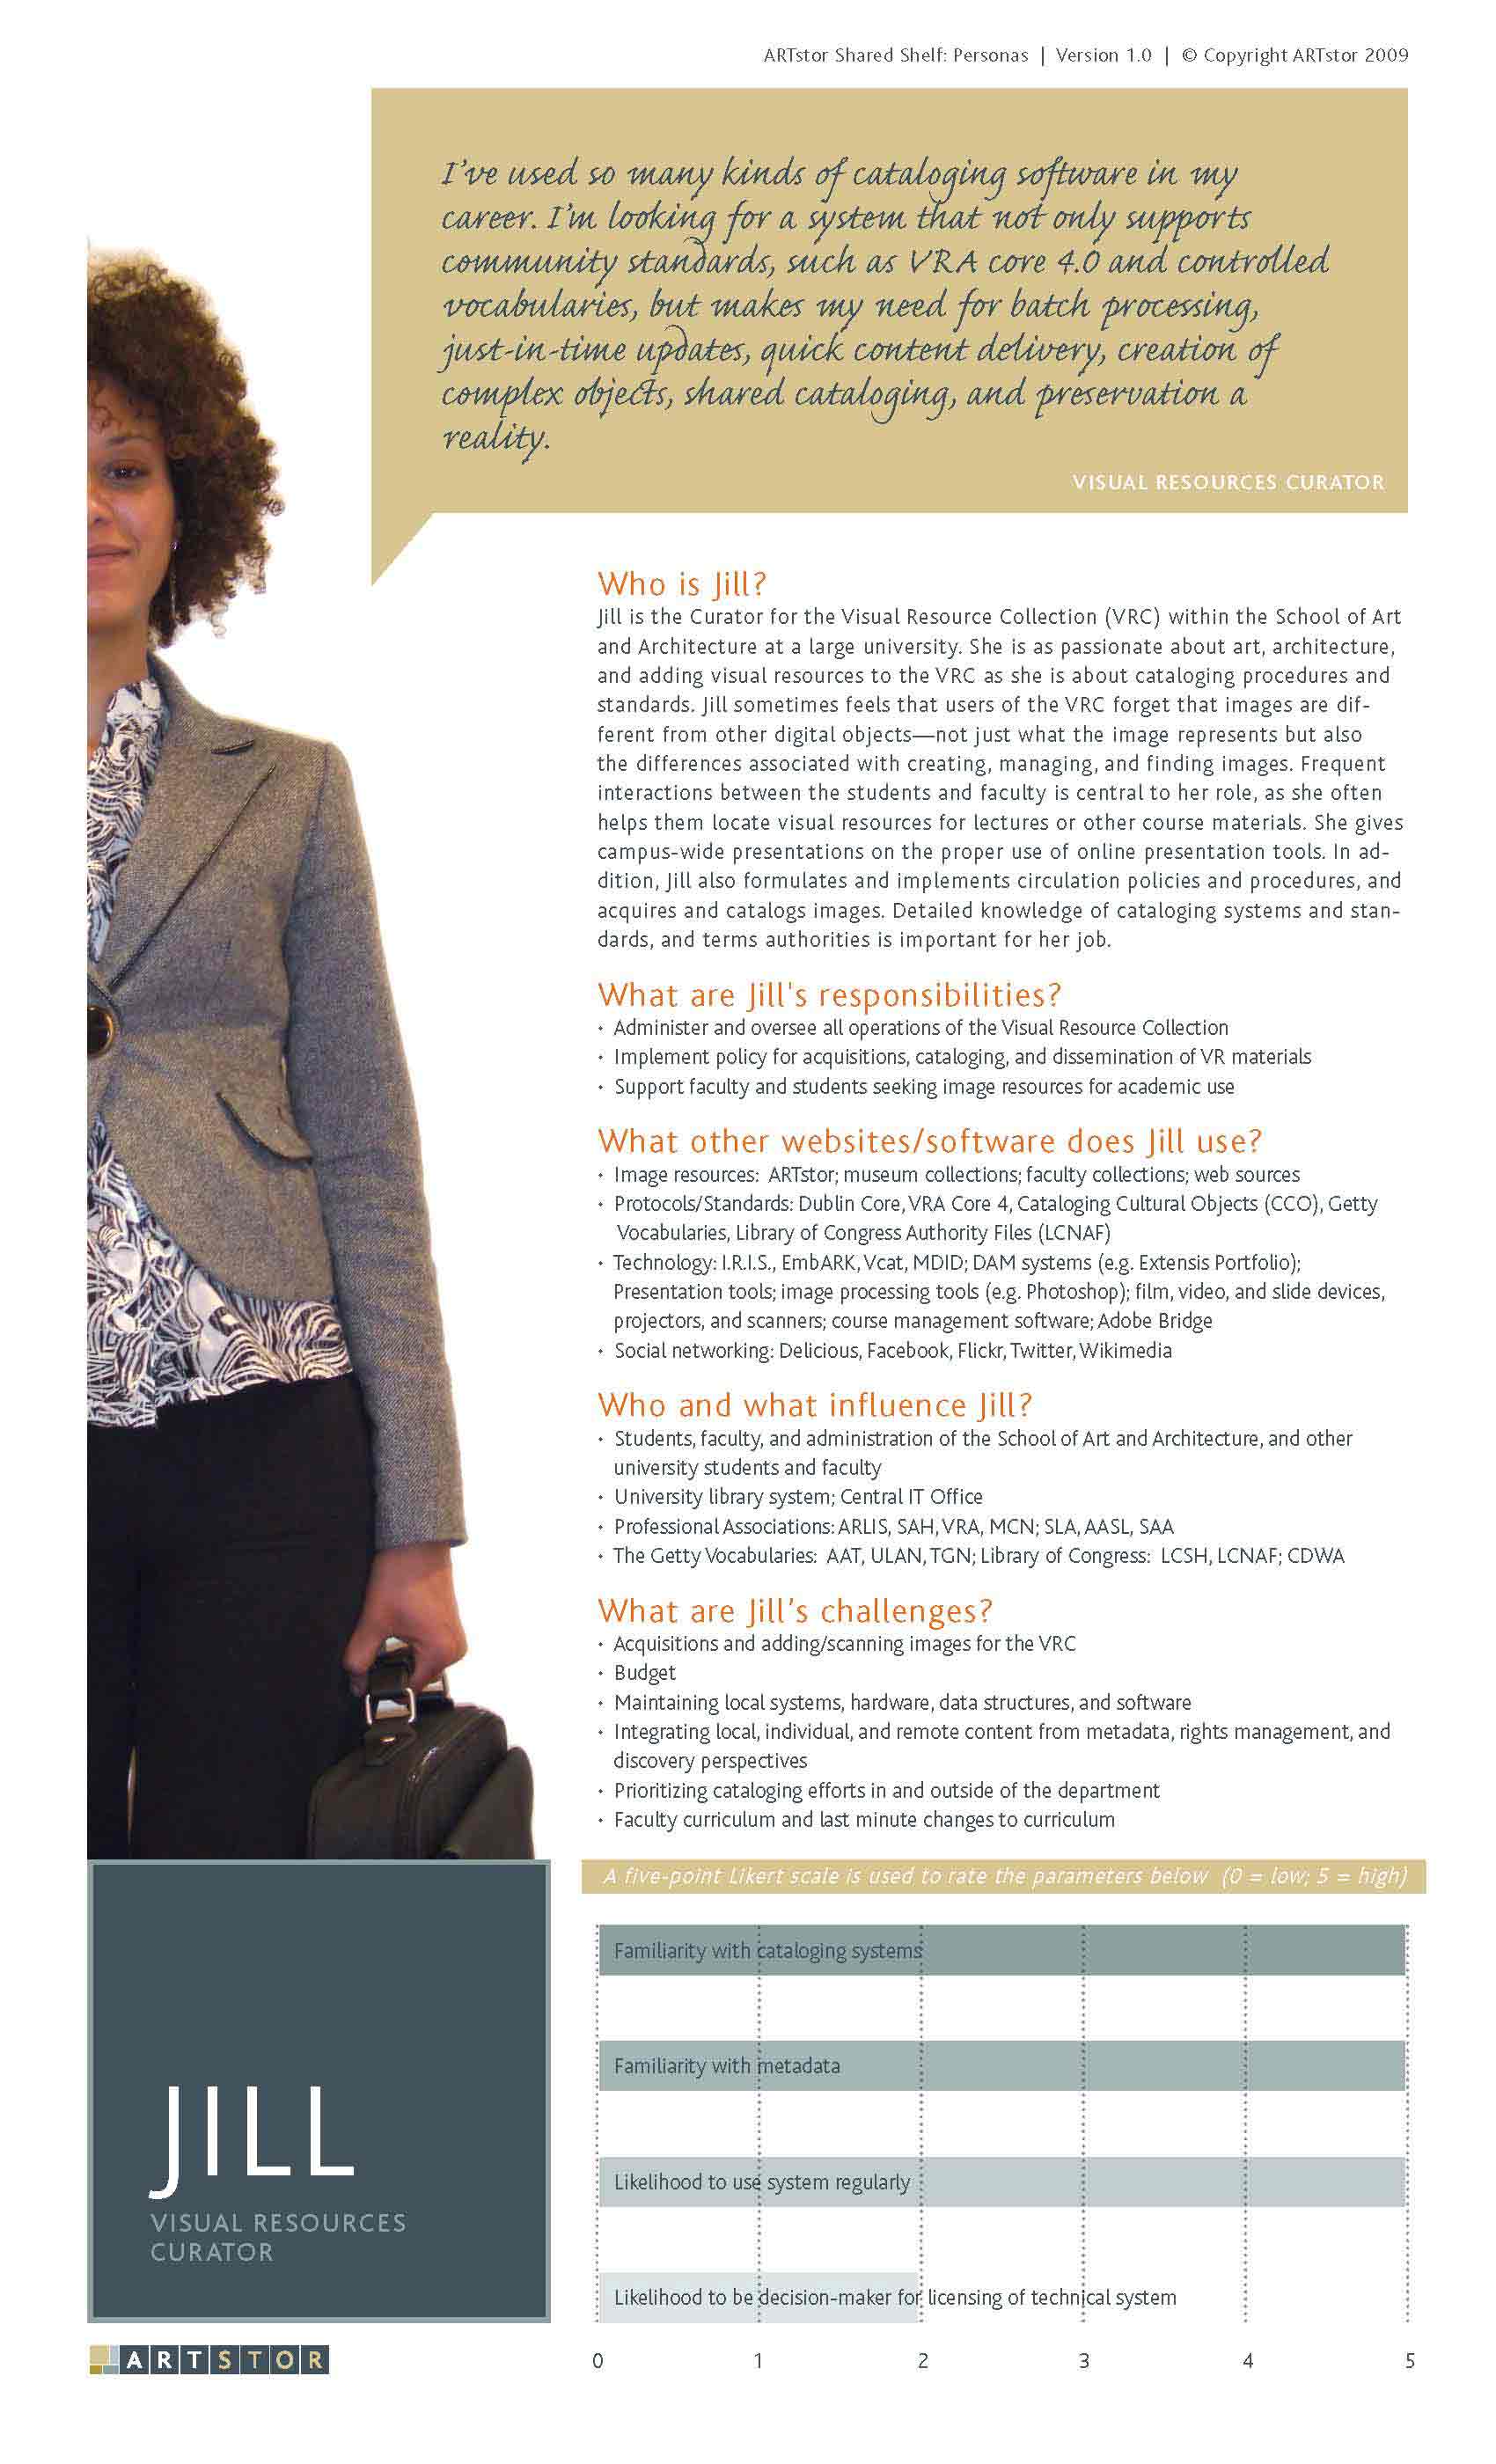 ARTstor Shared Shelf: Personas | Version 1.0 | © Copyright ARTstor 2009
I've used so many kinds of cataloging software in my
career. I'm looking for a system that not only supports
community standards, such as VRA core 4.0 and controlled
vocabularies, but makes my need for batch processing,
just-in-time updates, quick content delivery, creation of
complex objects, shared cataloging, and preservation a
reality.
VISUAL RESOURCES CURATOR
Who is Jill?
Jill is the Curator for the Visual Resource Collection (VRC) within the School of Art
and Architecture at a large university. She is as passionate about art, architecture,
and adding visual resources to the VRC as she is about cataloging procedures and
standards. Jill sometimes feels that users of the VRC forget that images are dif-
ferent from other digital objects—not just what the image represents but also
the differences associated with creating, managing, and finding images. Frequent
interactions between the students and faculty is central to her role, as she often
helps them locate visual resources for lectures or other course materials. She gives
campus-wide presentations on the proper use of online presentation tools. In ad-
dition, Jill also formulates and implements circulation policies and procedures, and
acquires and catalogs images. Detailed knowledge of cataloging systems and stan-
dards, and terms authorities is important for her job.
What are Jill's responsibilities?
• Administer and oversee all operations of the Visual Resource Collection
• Implement policy for acquisitions, cataloging, and dissemination of VR materials
• Support faculty and students seeking image resources for academic use
What other websites/software does Jill use?
• Image resources: ARTstor; museum collections; faculty collections; web sources
• Protocols/Standards: Dublin Core, VRA Core 4, Cataloging Cultural Objects (CCO), Getty
Vocabularies, Library of Congress Authority Files (LCNAF)
• Technology: I.R.I.S., EmbARK, Vcat, MDID; DAM systems (e.g. Extensis Portfolio);
Presentation tools; image processing tools (e.g. Photoshop); film, video, and slide devices,
projectors, and scanners; course management software; Adobe Bridge
• Social networking: Delicious, Facebook, Flickr, Twitter, Wikimedia
Who and what influence Jill?
• Students, faculty, and administration of the School of Art and Architecture, and other
university students and faculty
• University library system; Central IT Office
• Professional Associations: ARLIS, SAH, VRA, MCN; SLA, AASL, SAA
• The Getty Vocabularies: AAT, ULAN, TGN; Library of Congress: LCSH, LCNAF; CDWA
What are Jill’s challenges?
• Acquisitions and adding/scanning images for the VRC
• Budget
• Maintaining local systems, hardware, data structures, and software
• Integrating local, individual, and remote content from metadata, rights management, and
discovery perspectives
• Prioritizing cataloging efforts in and outside of the department
• Faculty curriculum and last minute changes to curriculum
A five-point Likert scale is used to rate the parameters below (0 = low; 5 = high)
Familiarity with cataloging systems
Familiarity with metadata
Likelihood to use system regularly
Likelihood to be decision-maker for licensing of technical system
0 1 2 3 4 5
JILL
VISUAL RESOURCES
CURATOR
ARTSTOR